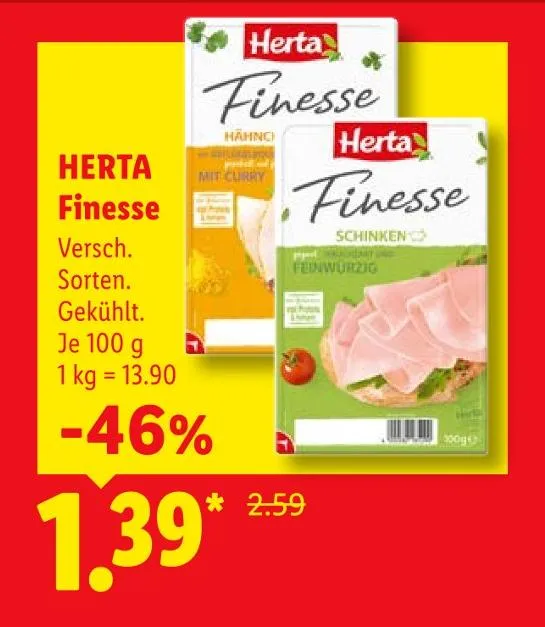 HERTA
Finesse
Versch.
Sorten.
Gekühlt.
Je 100 g
1 kg = 13.90
-46%
1.39* 2.59
Herta
Finesse
MIT CURRY
Herta
Finesse
SCHINKEN
FEINWÜRZIG
100g